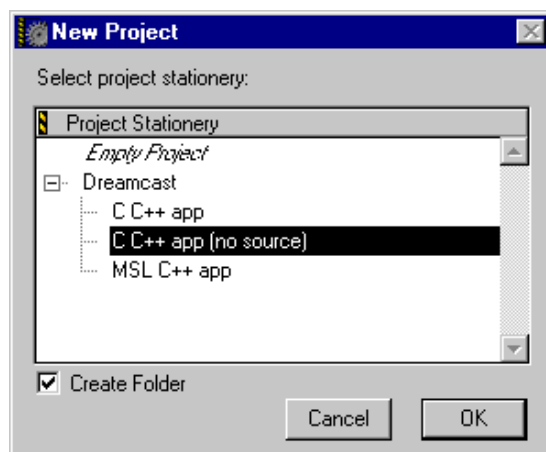 New Project
Select project stationery:
Project Stationery
Empty Project
Dreamcast
C C++ app
C C++ app (no source)
MSL C++ app
Create Folder
Cancel OK